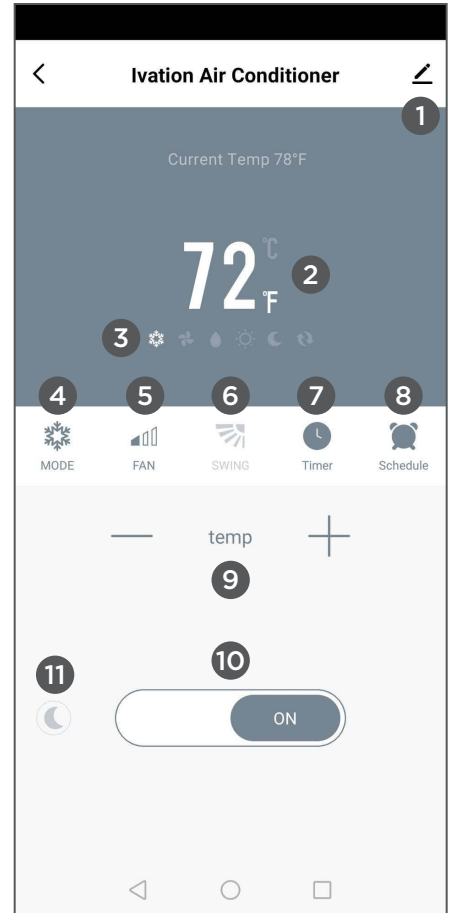 Ivation Air Conditioner
1
Current Temp 78°F
72 °C
°F
2
3
4 5 6 7 8
MODE FAN SWING Timer Schedule
temp
9
10
11
ON